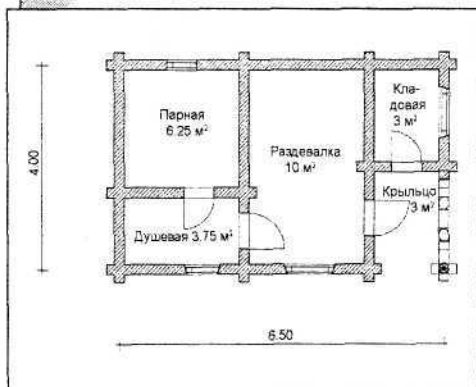 Парная
6.25 м²
Кла-
довая
3 м²
Раздевалка
10 м²
Крыльцо
3 м²
Душевая 3.75 м²
4.00
6.50